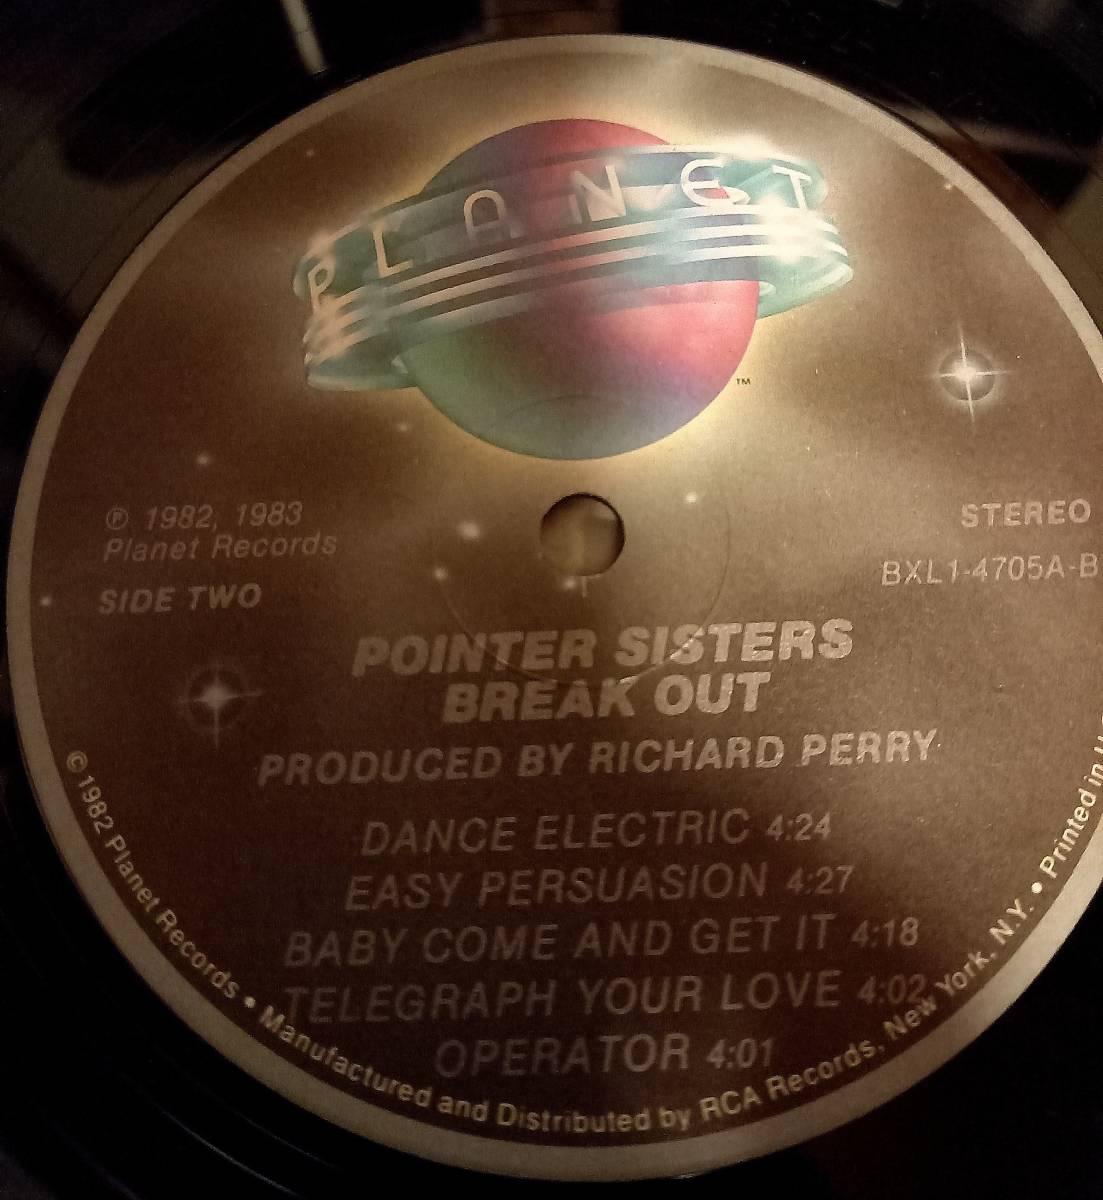 PLANET
™
℗ 1982, 1983
Planet Records
SIDE TWO
STEREO
BXL1-4705A-B
POINTER SISTERS
BREAK OUT
PRODUCED BY RICHARD PERRY
DANCE ELECTRIC 4:24
EASY PERSUASION 4:27
BABY COME AND GET IT 4:18
TELEGRAPH YOUR LOVE 4:02
OPERATOR 4:01
© 1982 Planet Records • Manufactured and Distributed by RCA Records, New York, N.Y. • Printed in